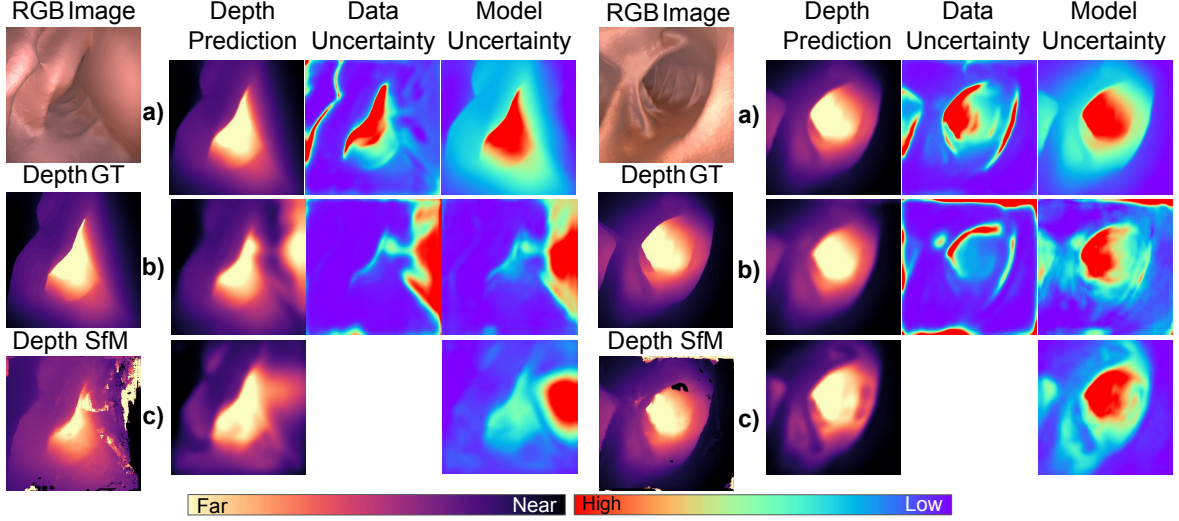 RGB Image
Depth Prediction
Data Uncertainty
Model Uncertainty
RGB Image
Depth Prediction
Data Uncertainty
Model Uncertainty
a)
a)
Depth GT
Depth GT
b)
b)
Depth SfM
Depth SfM
c)
c)
Far
Near
High
Low